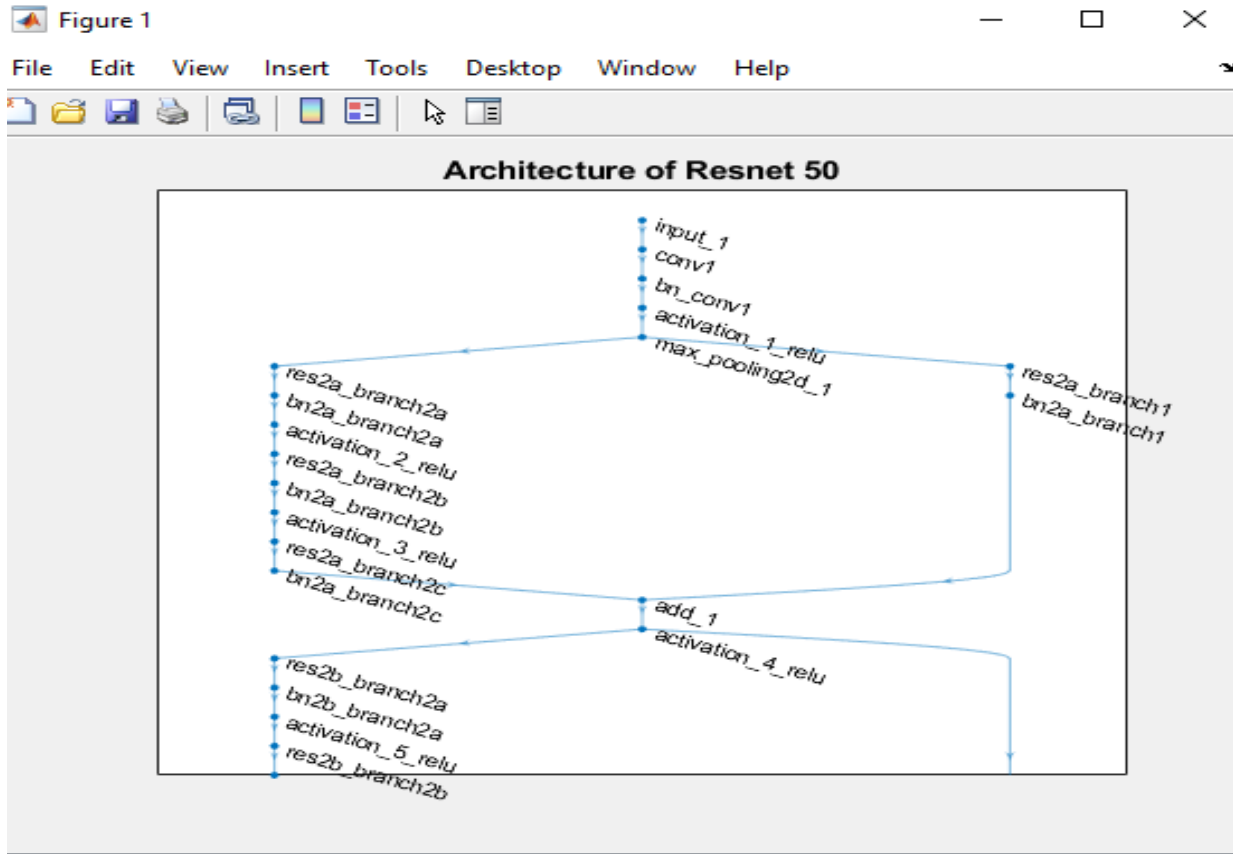 Figure 1
File Edit View Insert Tools Desktop Window Help
Architecture of Resnet 50
input_1
conv1
bn_conv1
activation_1_relu
max_pooling2d_1
res2a_branch2a
bn2a_branch2a
activation_2_relu
res2a_branch2b
bn2a_branch2b
activation_3_relu
res2a_branch2c
bn2a_branch2c
res2a_branch1
bn2a_branch1
add_1
activation_4_relu
res2b_branch2a
bn2b_branch2a
activation_5_relu
res2b_branch2b